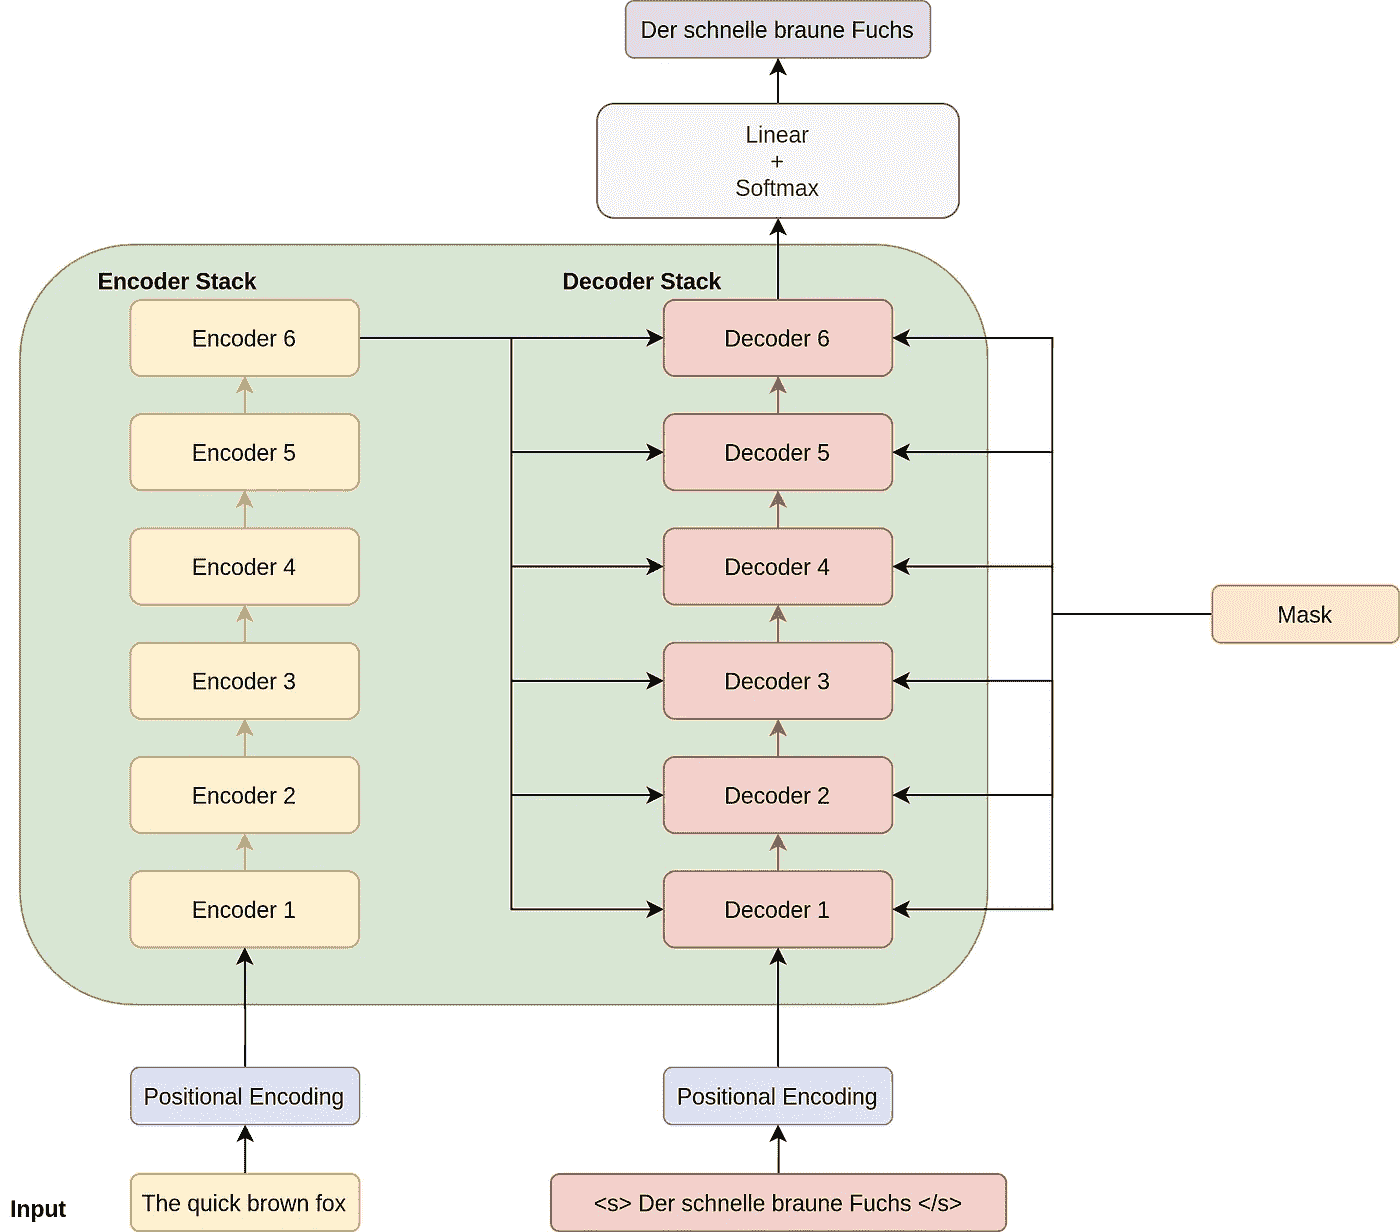 Der schnelle braune Fuchs
Linear
+
Softmax
Encoder Stack
Decoder Stack
Encoder 6
Decoder 6
Encoder 5
Decoder 5
Encoder 4
Decoder 4
Mask
Encoder 3
Decoder 3
Encoder 2
Decoder 2
Encoder 1
Decoder 1
Positional Encoding
Positional Encoding
Input
The quick brown fox
<s> Der schnelle braune Fuchs </s>